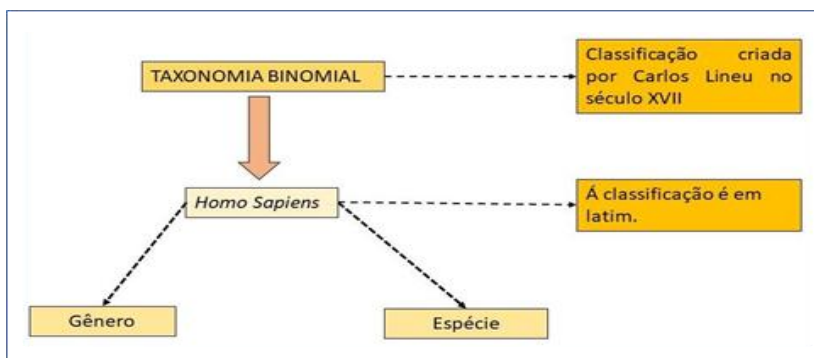 TAXONOMIA BINOMIAL
Classificação criada
por Carlos Lineu no
século XVII
Homo Sapiens
Á classificação é em
latim.
Gênero
Espécie